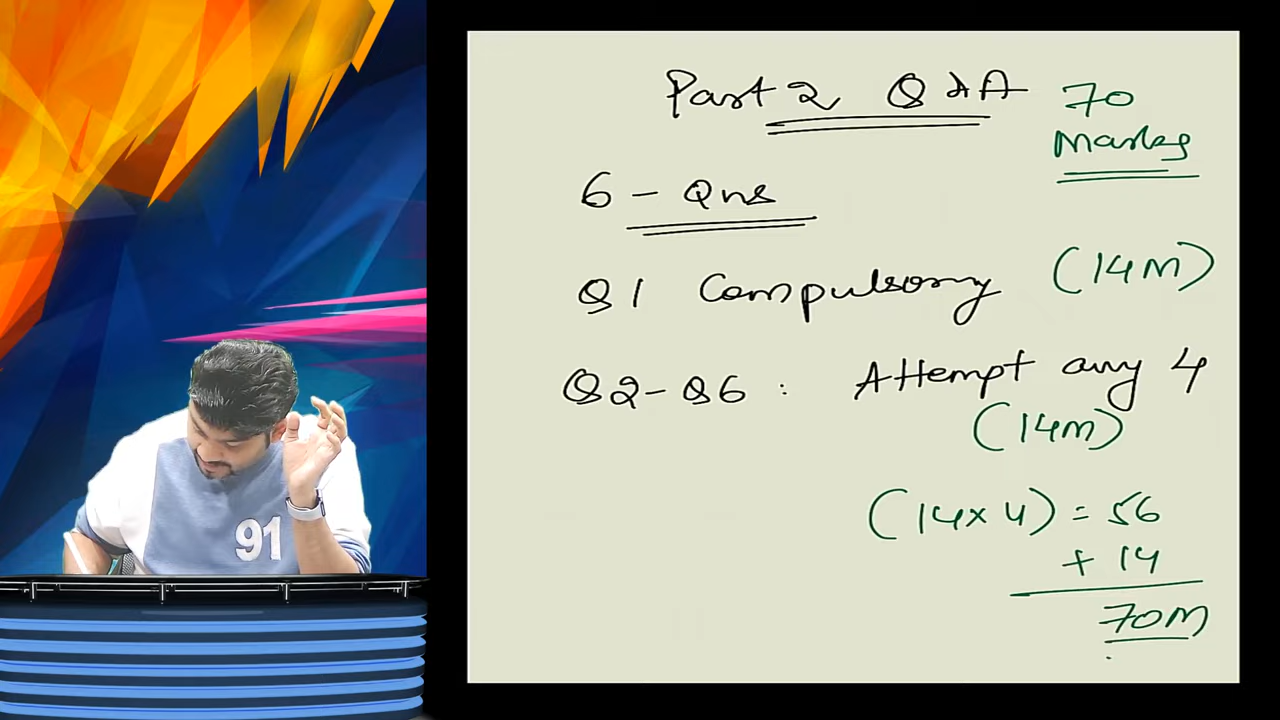 Part 2 Q & A 70 Marks
6 - Qns
Q1 Compulsory (14M)
Q2-Q6 : Attempt any 4
(14M)
(14x4) = 56
+ 14
70M
91